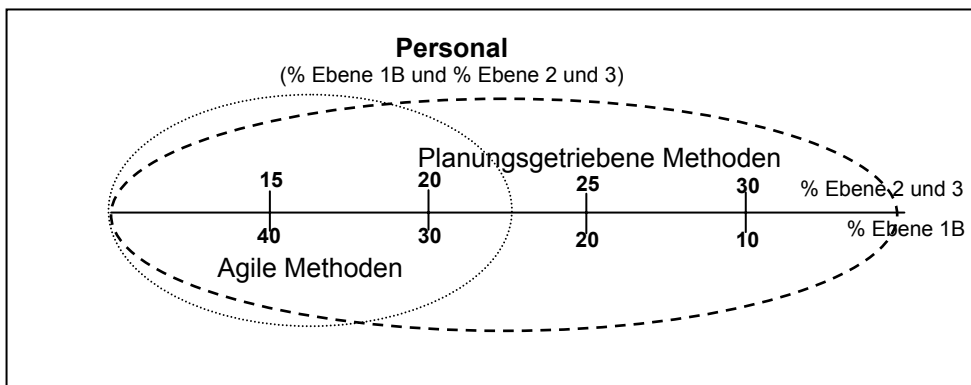 Personal
(% Ebene 1B und % Ebene 2 und 3)
Planungsgetriebene Methoden
15 20 25 30 % Ebene 2 und 3
40 30 20 10 % Ebene 1B
Agile Methoden